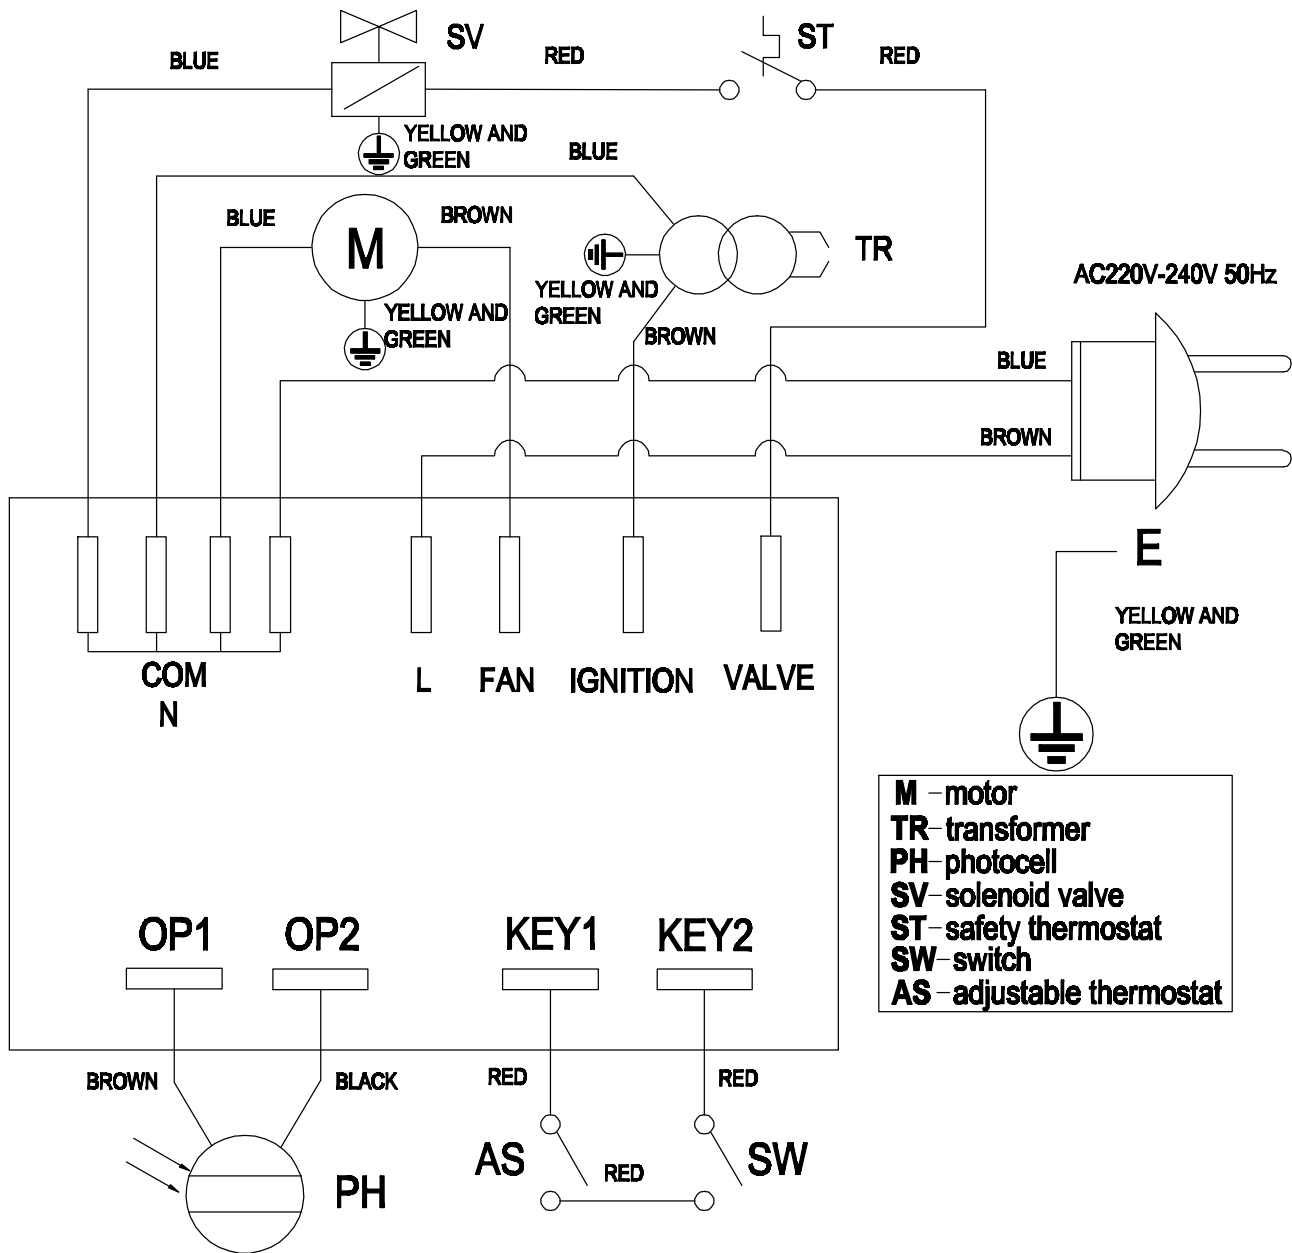 SV
ST
BLUE
RED
RED
YELLOW AND
GREEN
BLUE
BLUE
BROWN
M
TR
YELLOW AND
GREEN
AC220V-240V 50Hz
YELLOW AND
GREEN
BROWN
BLUE
BROWN
E
YELLOW AND
GREEN
COM
N
L
FAN
IGNITION
VALVE
M - motor
TR - transformer
PH - photocell
SV - solenoid valve
ST - safety thermostat
SW - switch
AS - adjustable thermostat
OP1
OP2
KEY1
KEY2
BROWN
BLACK
RED
RED
AS
RED
SW
PH